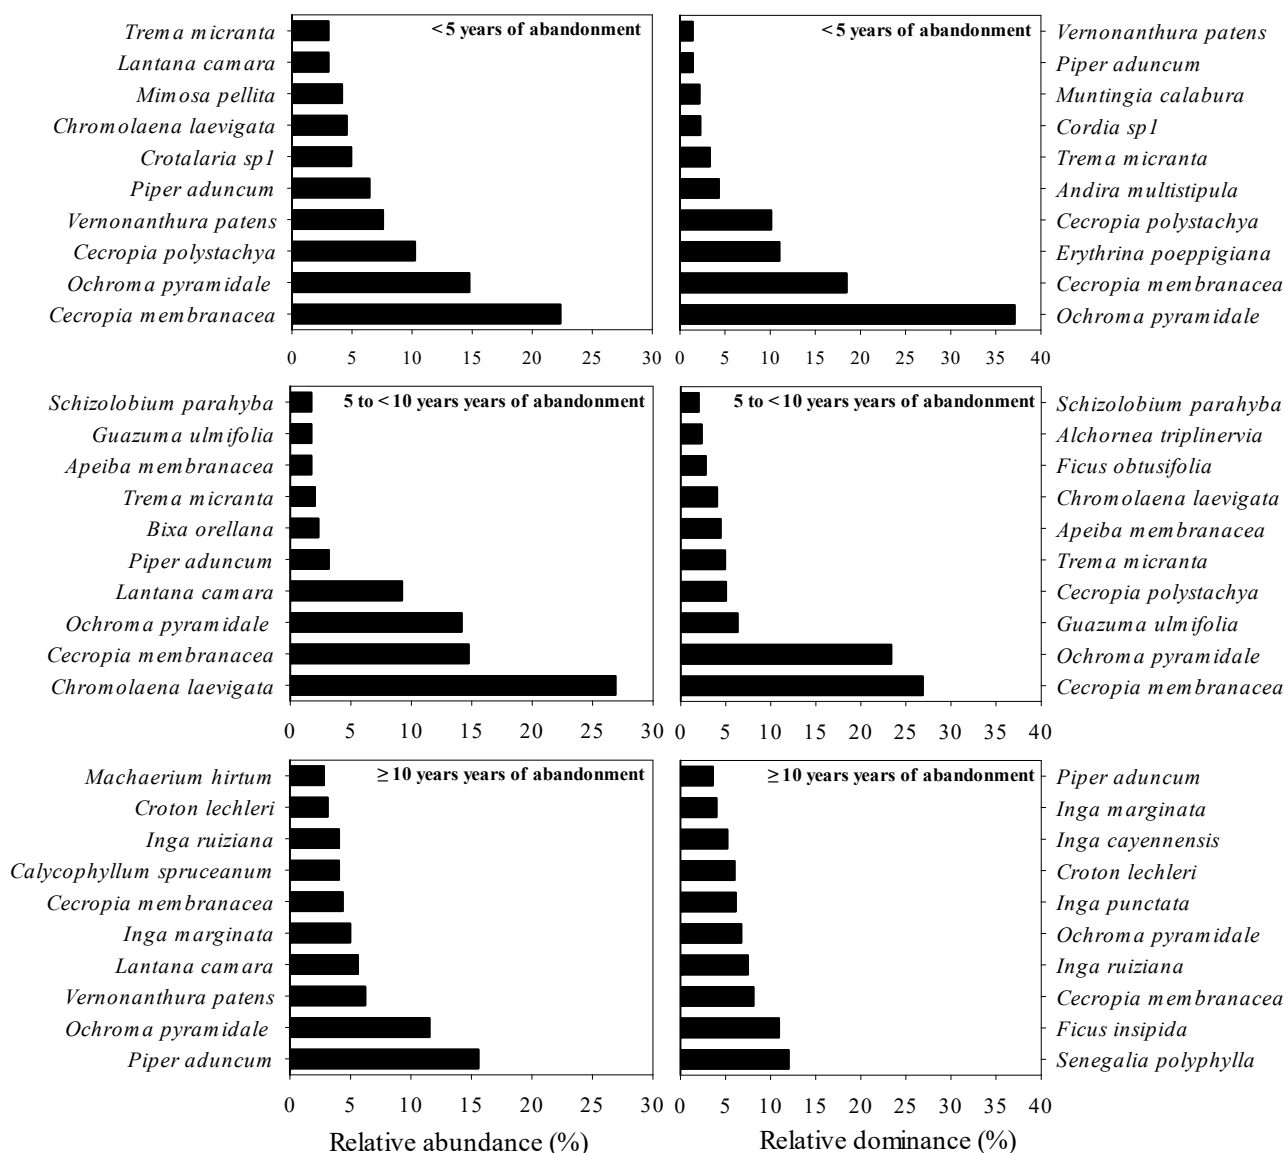 < 5 years of abandonment
Trema micranta
Lantana camara
Mimosa pellita
Chromolaena laevigata
Crotalaria sp1
Piper aduncum
Vernonanthura patens
Cecropia polystachya
Ochroma pyramidale
Cecropia membranacea
0 5 10 15 20 25 30
< 5 years of abandonment
Vernonanthura patens
Piper aduncum
Muntingia calabura
Cordia sp1
Trema micranta
Andira multistipula
Cecropia polystachya
Erythrina poeppigiana
Cecropia membranacea
Ochroma pyramidale
0 5 10 15 20 25 30 35 40
5 to < 10 years years of abandonment
Schizolobium parahyba
Guazuma ulmifolia
Apeiba membranacea
Trema micranta
Bixa orellana
Piper aduncum
Lantana camara
Ochroma pyramidale
Cecropia membranacea
Chromolaena laevigata
0 5 10 15 20 25 30
5 to < 10 years years of abandonment
Schizolobium parahyba
Alchornea triplinervia
Ficus obtusifolia
Chromolaena laevigata
Apeiba membranacea
Trema micranta
Cecropia polystachya
Guazuma ulmifolia
Ochroma pyramidale
Cecropia membranacea
0 5 10 15 20 25 30 35 40
≥ 10 years years of abandonment
Machaerium hirtum
Croton lechleri
Inga ruiziana
Calycophyllum spruceanum
Cecropia membranacea
Inga marginata
Lantana camara
Vernonanthura patens
Ochroma pyramidale
Piper aduncum
0 5 10 15 20 25 30
Relative abundance (%)
≥ 10 years years of abandonment
Piper aduncum
Inga marginata
Inga cayennensis
Croton lechleri
Inga punctata
Ochroma pyramidale
Inga ruiziana
Cecropia membranacea
Ficus insipida
Senegalia polyphylla
0 5 10 15 20 25 30 35 40
Relative dominance (%)